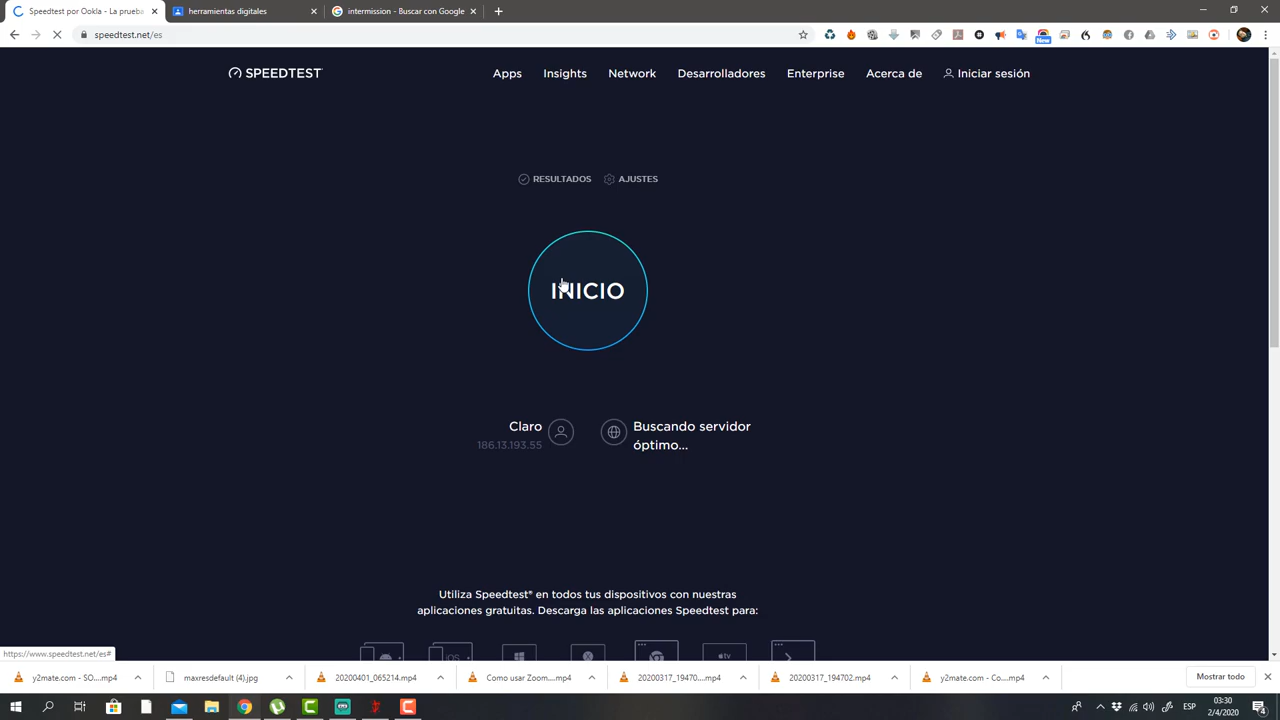 Speedtest por Ookla - La prueba
herramientas digitales
intermission - Buscar con Google
speedtest.net/es
New
SPEEDTEST
Apps
Insights
Network
Desarrolladores
Enterprise
Acerca de
Iniciar sesión
RESULTADOS
AJUSTES
INICIO
Claro
186.13.193.55
Buscando servidor
óptimo...
Utiliza Speedtest® en todos tus dispositivos con nuestras
aplicaciones gratuitas. Descarga las aplicaciones Speedtest para:
iOS
tv
https://www.speedtest.net/es#
y2mate.com - SO....mp4
maxresdefault (4).jpg
20200401_065214.mp4
Como usar Zoom....mp4
20200317_19470....mp4
20200317_194702.mp4
y2mate.com - Co....mp4
Mostrar todo
ESP
03:30
2/4/2020
4